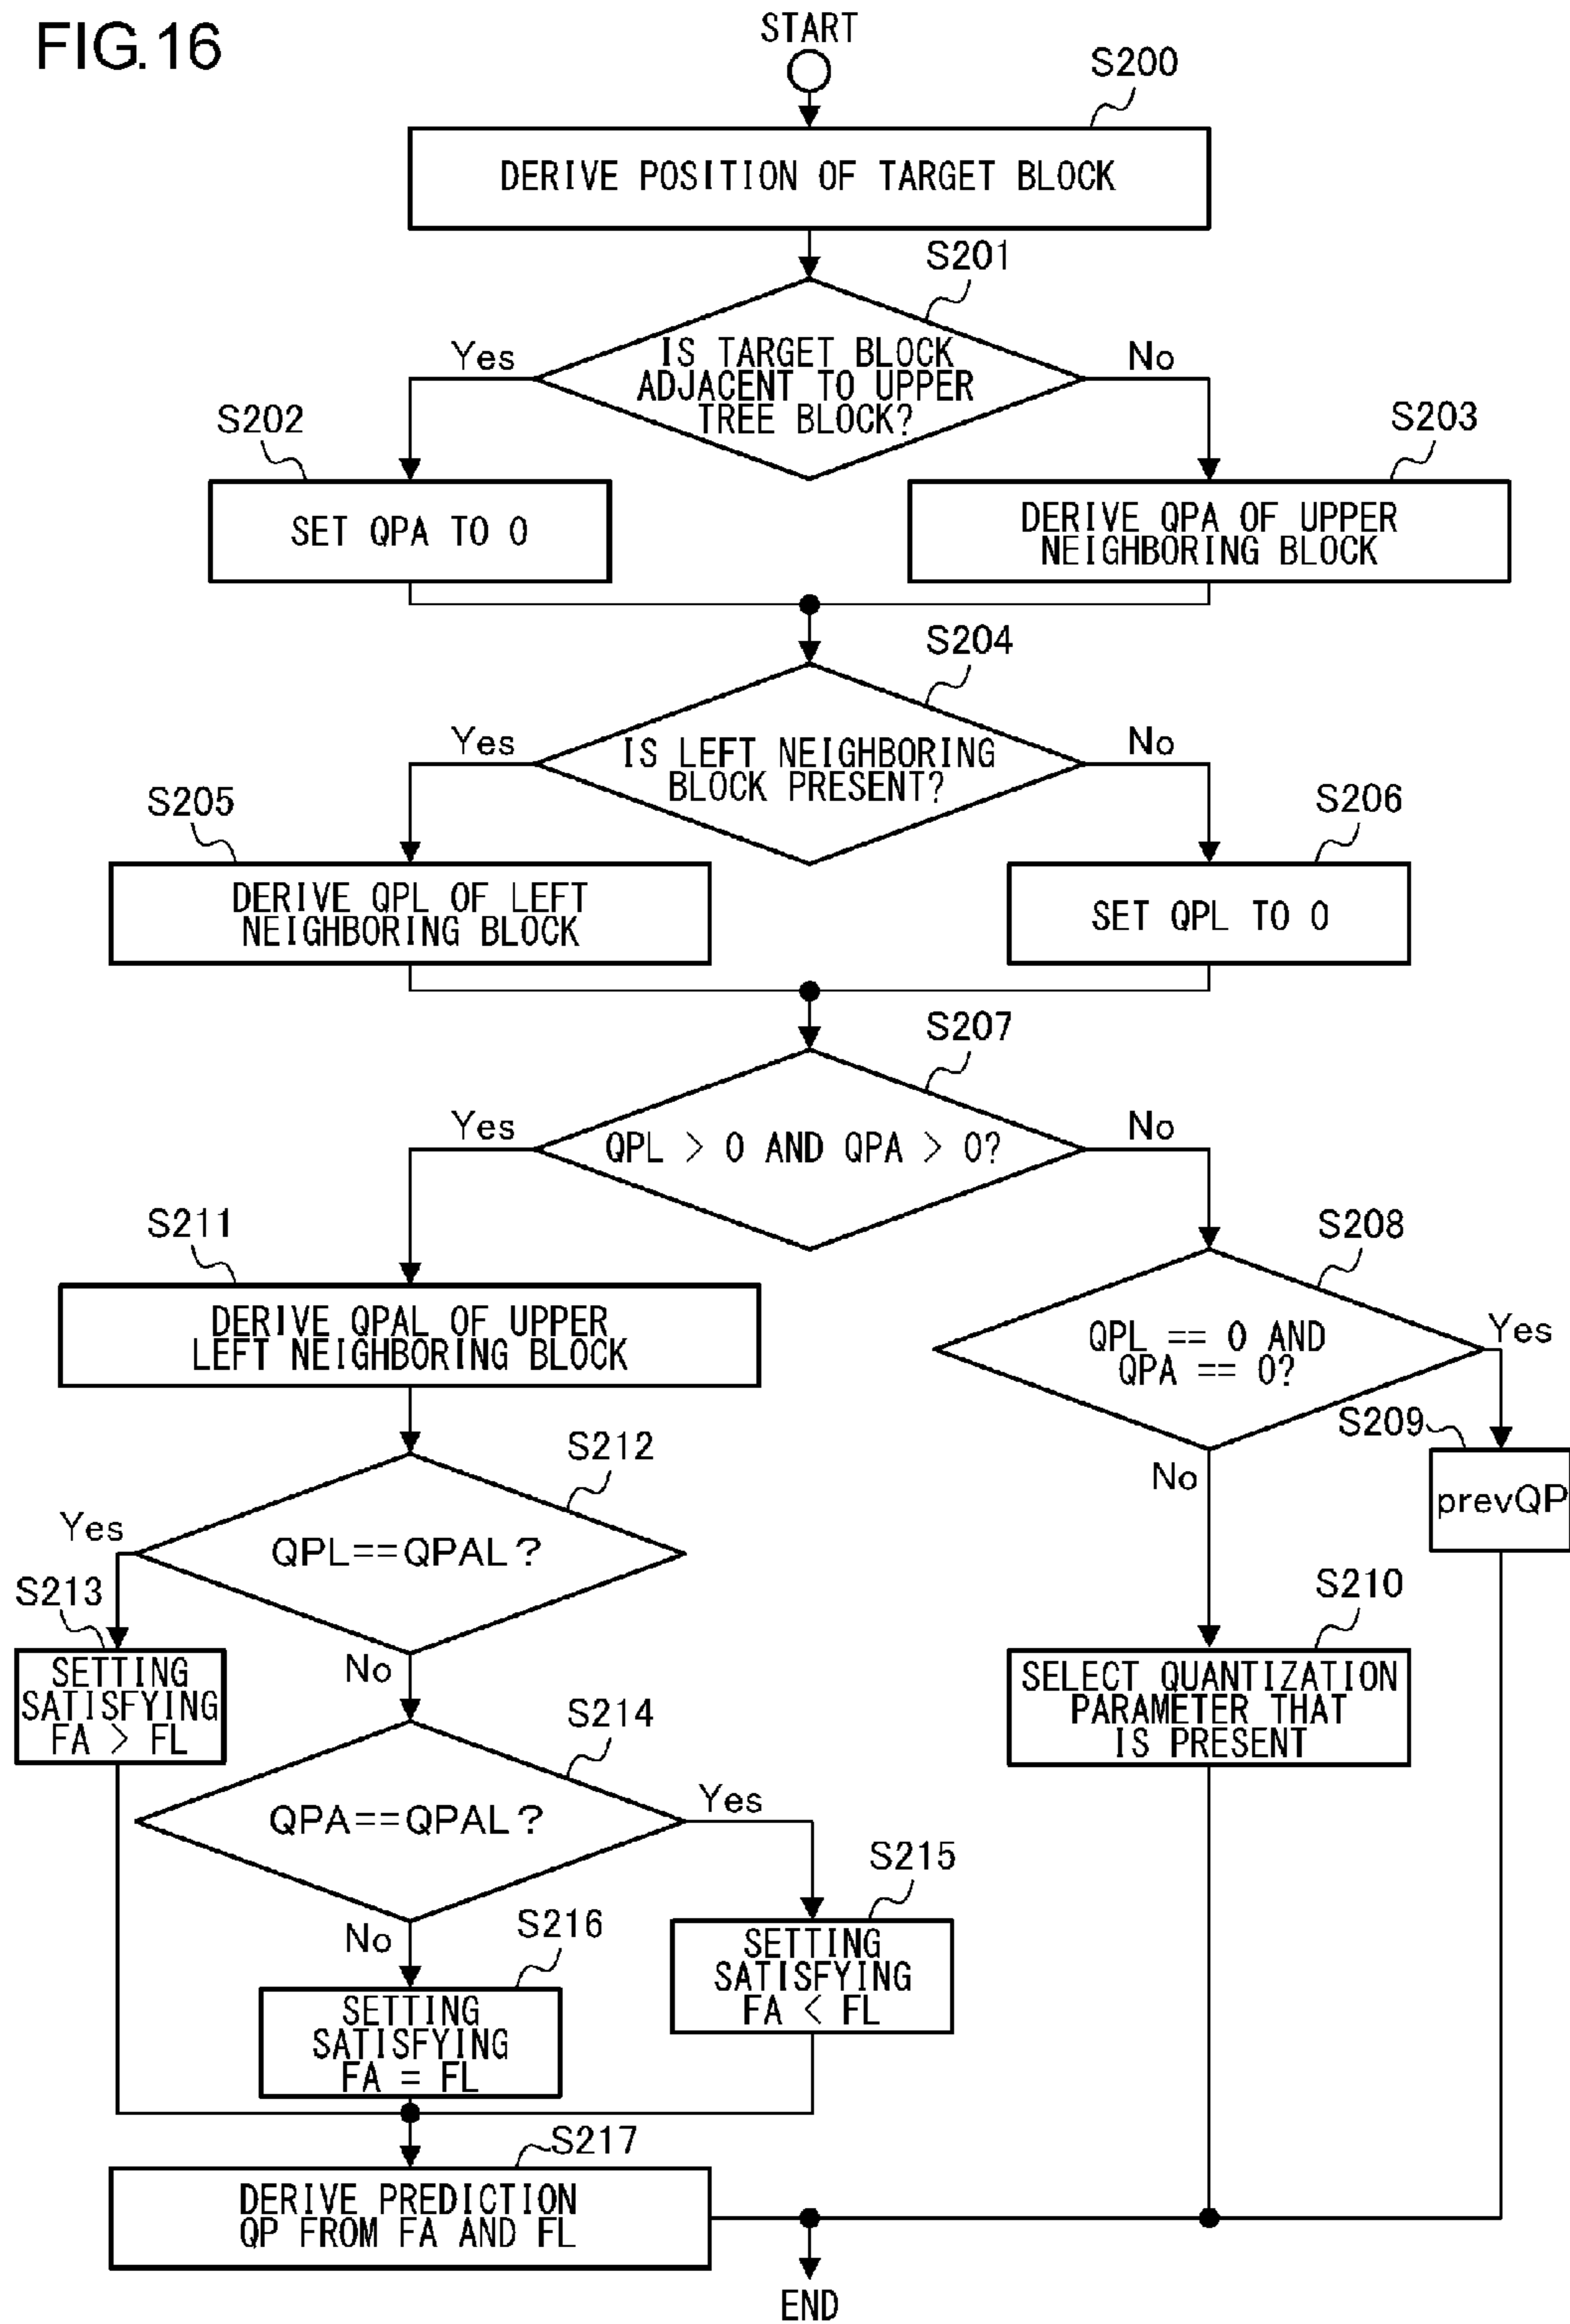 FIG.16
START
S200
DERIVE POSITION OF TARGET BLOCK
S201
Yes
IS TARGET BLOCK
ADJACENT TO UPPER
TREE BLOCK?
No
S202
SET QPA TO 0
S203
DERIVE QPA OF UPPER
NEIGHBORING BLOCK
S204
Yes
IS LEFT NEIGHBORING
BLOCK PRESENT?
No
S205
DERIVE QPL OF LEFT
NEIGHBORING BLOCK
S206
SET QPL TO 0
S207
Yes
QPL > 0 AND QPA > 0?
No
S211
DERIVE QPAL OF UPPER
LEFT NEIGHBORING BLOCK
S208
QPL == 0 AND
QPA == 0?
Yes
S209
prevQP
No
S212
Yes
QPL==QPAL?
S213
SETTING
SATISFYING
FA > FL
No
S210
SELECT QUANTIZATION
PARAMETER THAT
IS PRESENT
S214
QPA==QPAL?
Yes
S215
SETTING
SATISFYING
FA < FL
No
S216
SETTING
SATISFYING
FA = FL
S217
DERIVE PREDICTION
QP FROM FA AND FL
END